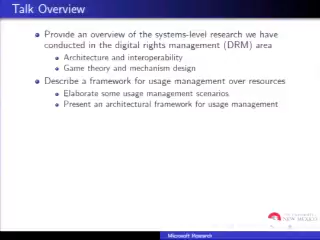 Talk Overview
Provide an overview of the systems-level research we have
conducted in the digital rights management (DRM) area
Architecture and interoperability
Game theory and mechanism design
Describe a framework for usage management over resources
Elaborate some usage management scenarios
Present an architectural framework for usage management
NEW MEXICO
Microsoft Research